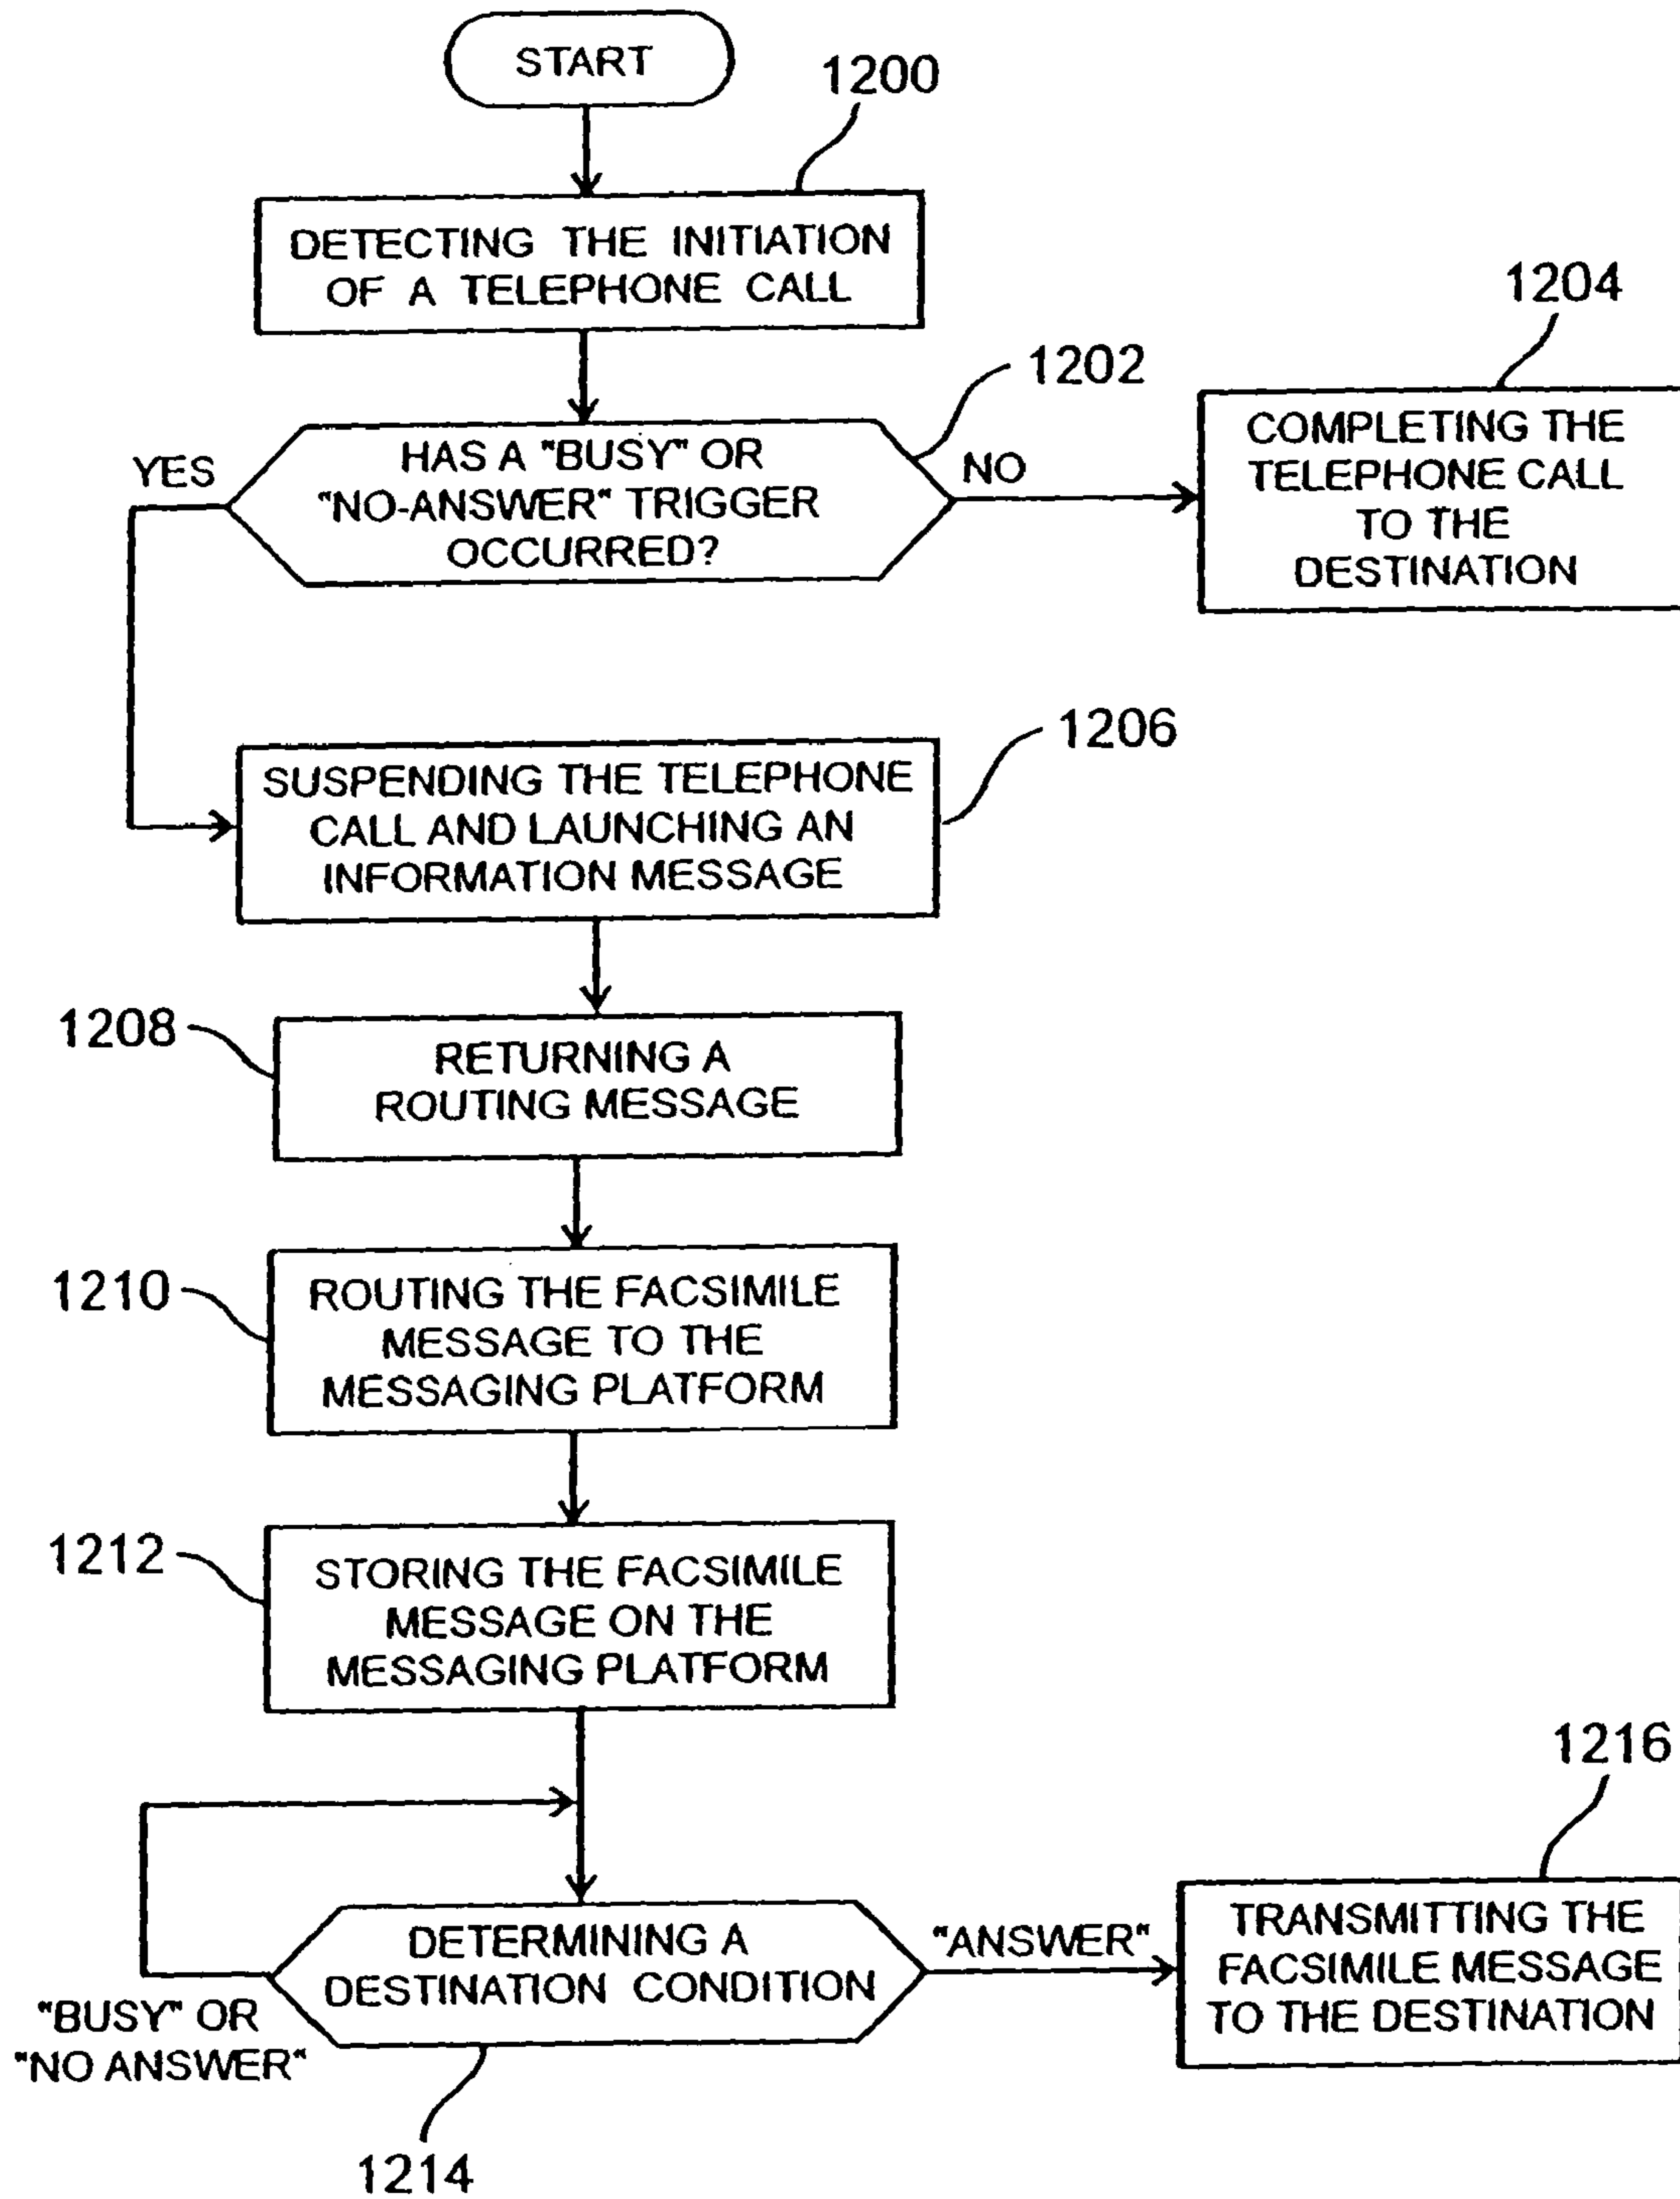 START
1200
DETECTING THE INITIATION
OF A TELEPHONE CALL
1202
1204
YES
HAS A "BUSY" OR
"NO-ANSWER" TRIGGER
OCCURRED?
NO
COMPLETING THE
TELEPHONE CALL
TO THE
DESTINATION
1206
SUSPENDING THE TELEPHONE
CALL AND LAUNCHING AN
INFORMATION MESSAGE
1208
RETURNING A
ROUTING MESSAGE
1210
ROUTING THE FACSIMILE
MESSAGE TO THE
MESSAGING PLATFORM
1212
STORING THE FACSIMILE
MESSAGE ON THE
MESSAGING PLATFORM
1216
DETERMINING A
DESTINATION CONDITION
"ANSWER"
TRANSMITTING THE
FACSIMILE MESSAGE
TO THE DESTINATION
"BUSY" OR
"NO ANSWER"
1214